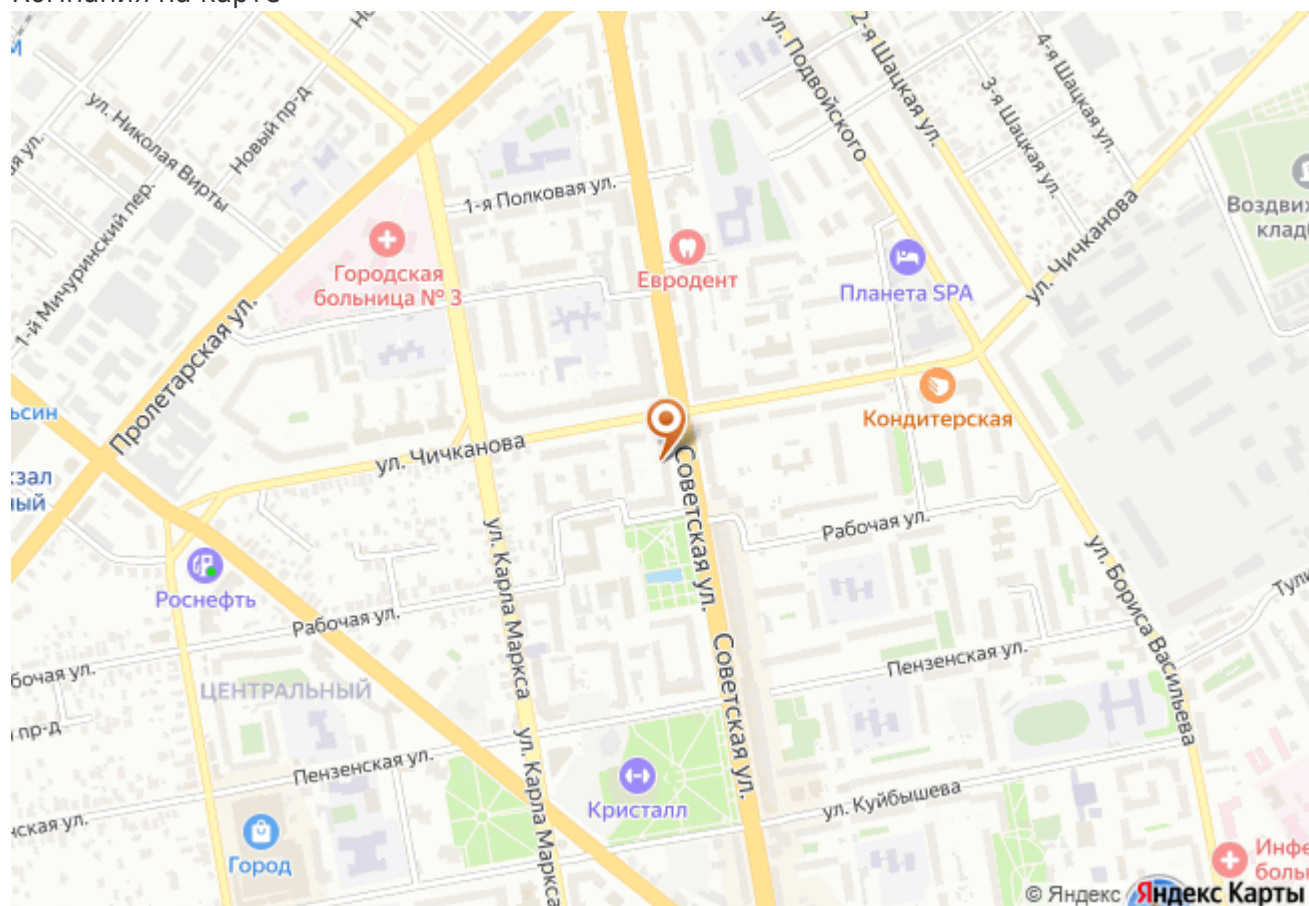 ул. Подвойского
2-я Шацкая ул.
4-я Шацкая ул.
3-я Шацкая ул.
ул. Николая Вирты
Новый пр-д
1-я Полковая ул.
1-й Мичуринский пер.
Городская
больница № 3
Евродент
Планета SPA
ул. Чичканова
Пролетарская ул.
Кондитерская
ул. Чичканова
Советская ул.
Рабочая ул.
ул. Карла Маркса
Роснефть
Рабочая ул.
ул. Бориса Васильева
ЦЕНТРАЛЬНЫЙ
Советская ул.
Пензенская ул.
Пензенская ул.
ул. Карла Маркса
Кристалл
ул. Куйбышева
Город
© Яндекс
Яндекс Карты